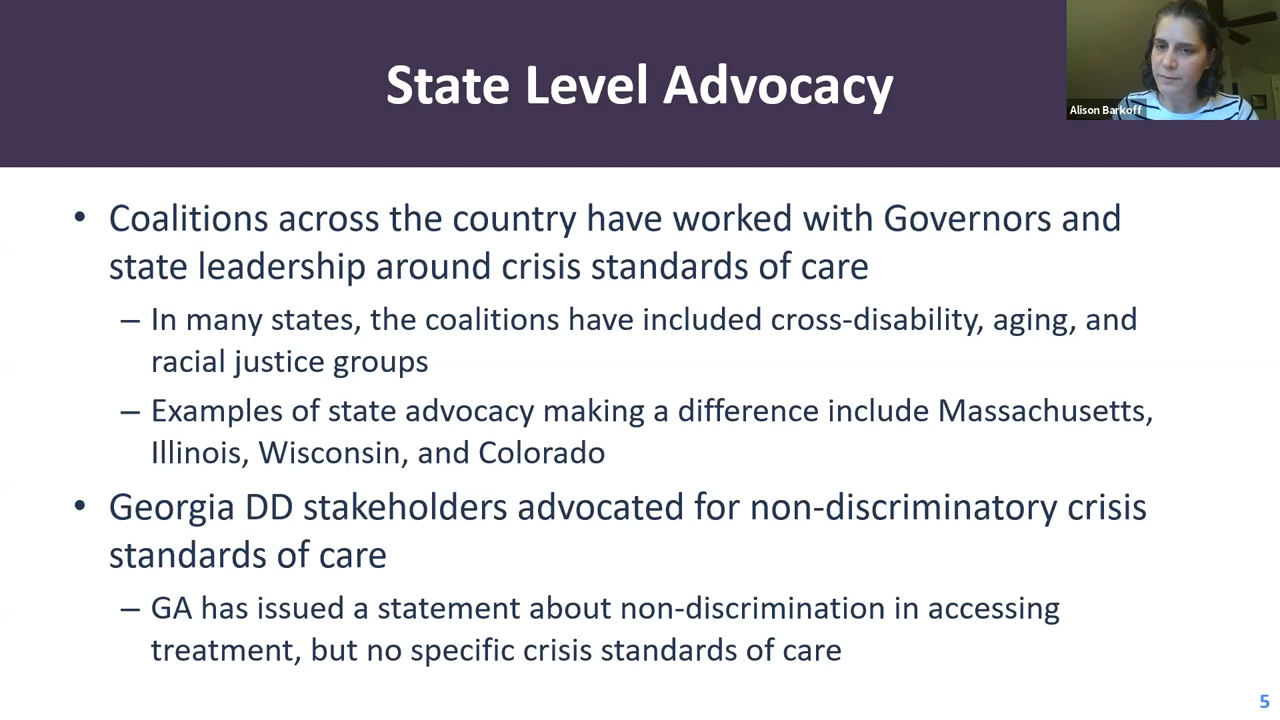 State Level Advocacy
Alison Barkoff
• Coalitions across the country have worked with Governors and
state leadership around crisis standards of care
– In many states, the coalitions have included cross-disability, aging, and
racial justice groups
– Examples of state advocacy making a difference include Massachusetts,
Illinois, Wisconsin, and Colorado
• Georgia DD stakeholders advocated for non-discriminatory crisis
standards of care
– GA has issued a statement about non-discrimination in accessing
treatment, but no specific crisis standards of care
5